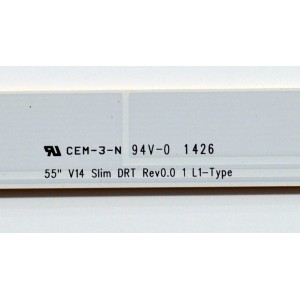 CEM-3-N 94V-0 1426
55" V14 Slim DRT Rev0.0 1 L1-Type